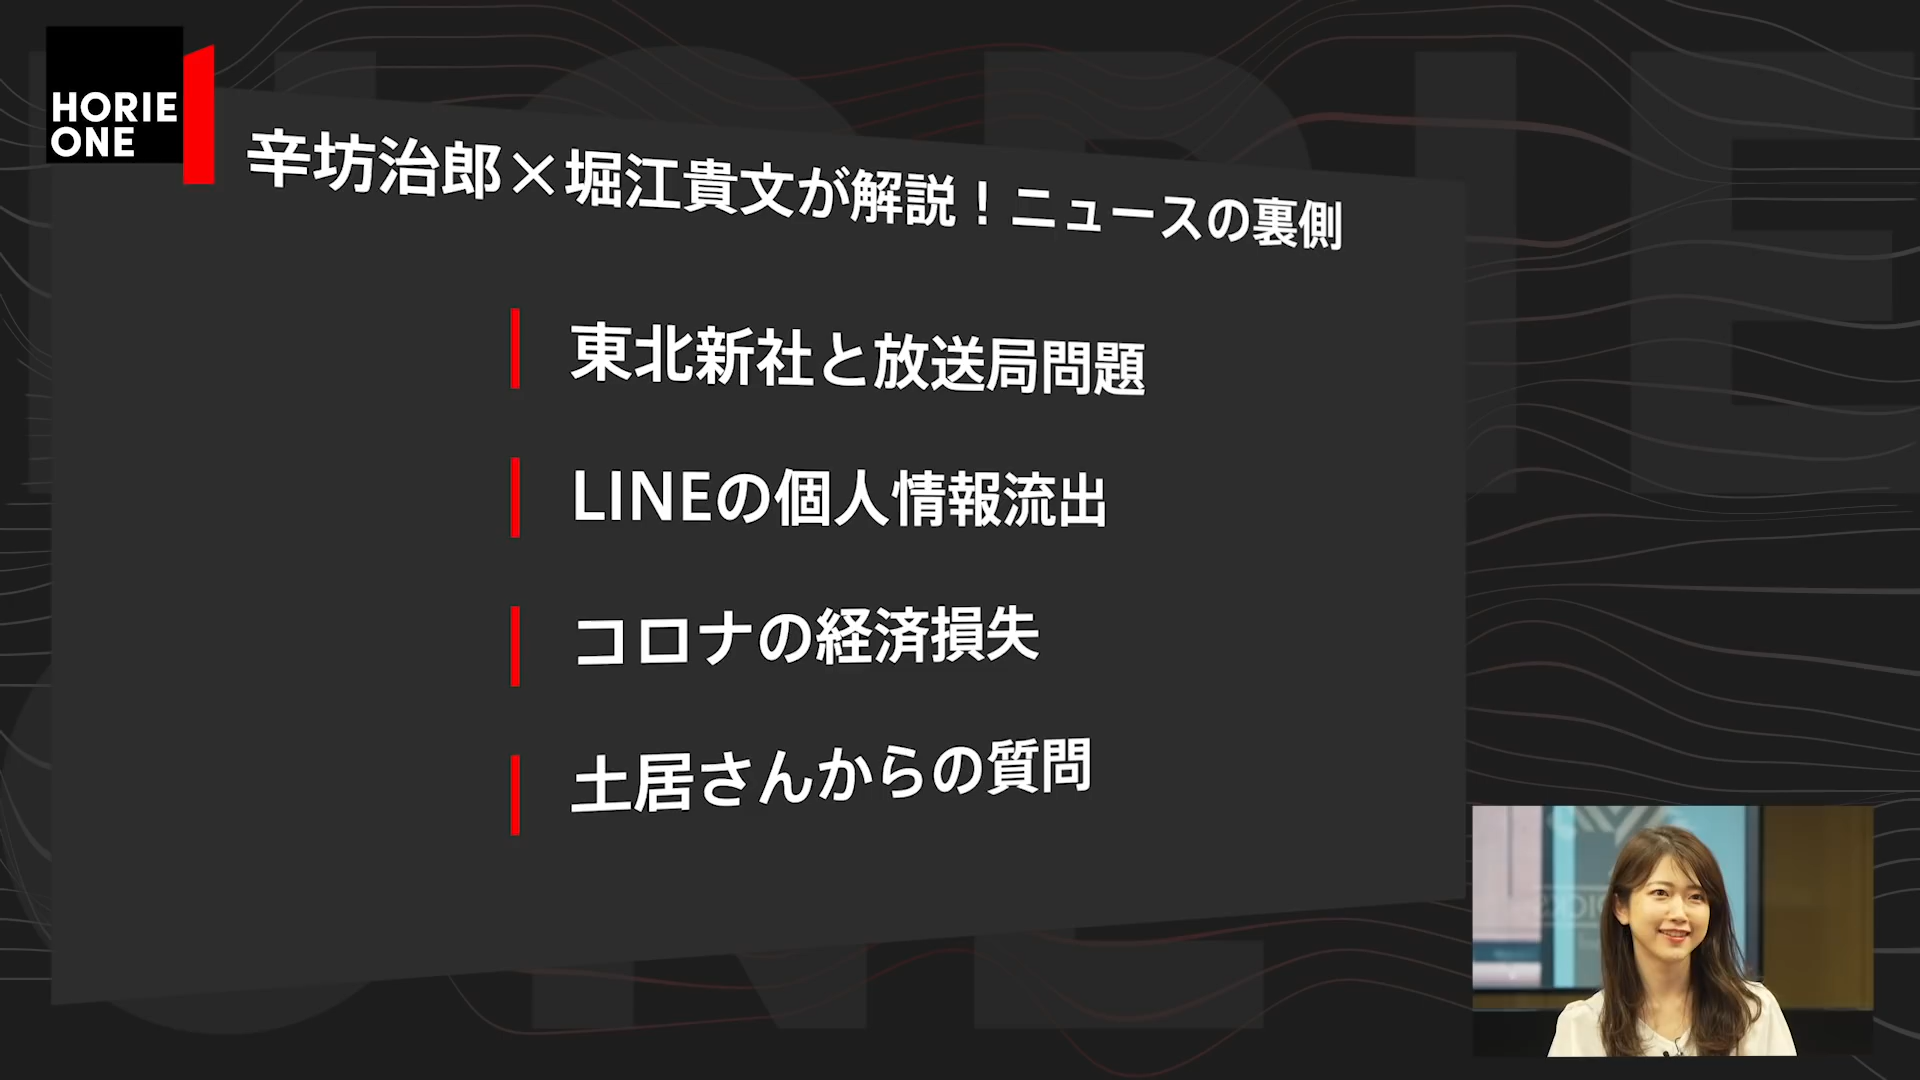 HORIE
ONE
辛坊治郎×堀江貴文が解説！ニュースの裏側
東北新社と放送局問題
LINEの個人情報流出
コロナの経済損失
土居さんからの質問